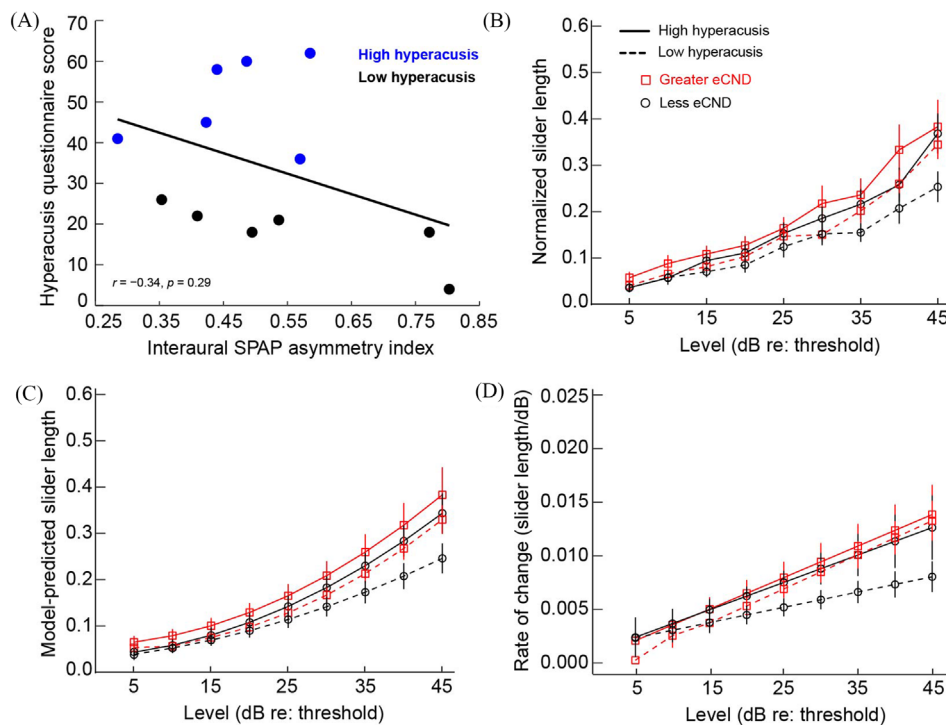 (A)
Hyperacusis questionnaire score
70
60
50
40
30
20
10
0
High hyperacusis
Low hyperacusis
r = −0.34, p = 0.29
0.25 0.35 0.45 0.55 0.65 0.75 0.85
Interaural SPAP asymmetry index
(B)
Normalized slider length
0.6
0.5
0.4
0.3
0.2
0.1
0.0
High hyperacusis
Low hyperacusis
Greater eCND
Less eCND
5 15 25 35 45
Level (dB re: threshold)
(C)
Model-predicted slider length
0.6
0.5
0.4
0.3
0.2
0.1
0.0
5 15 25 35 45
Level (dB re: threshold)
(D)
Rate of change (slider length/dB)
0.025
0.020
0.015
0.010
0.005
0.000
5 15 25 35 45
Level (dB re: threshold)